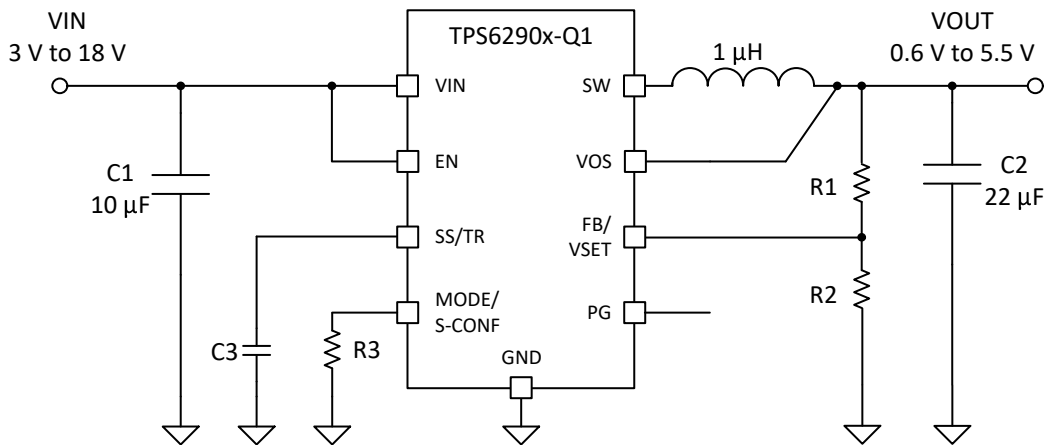 VIN
3 V to 18 V
TPS6290x-Q1
1 µH
VOUT
0.6 V to 5.5 V
VIN
SW
EN
VOS
C1
10 µF
R1
C2
22 µF
SS/TR
FB/
VSET
MODE/
S-CONF
R2
PG
C3
R3
GND